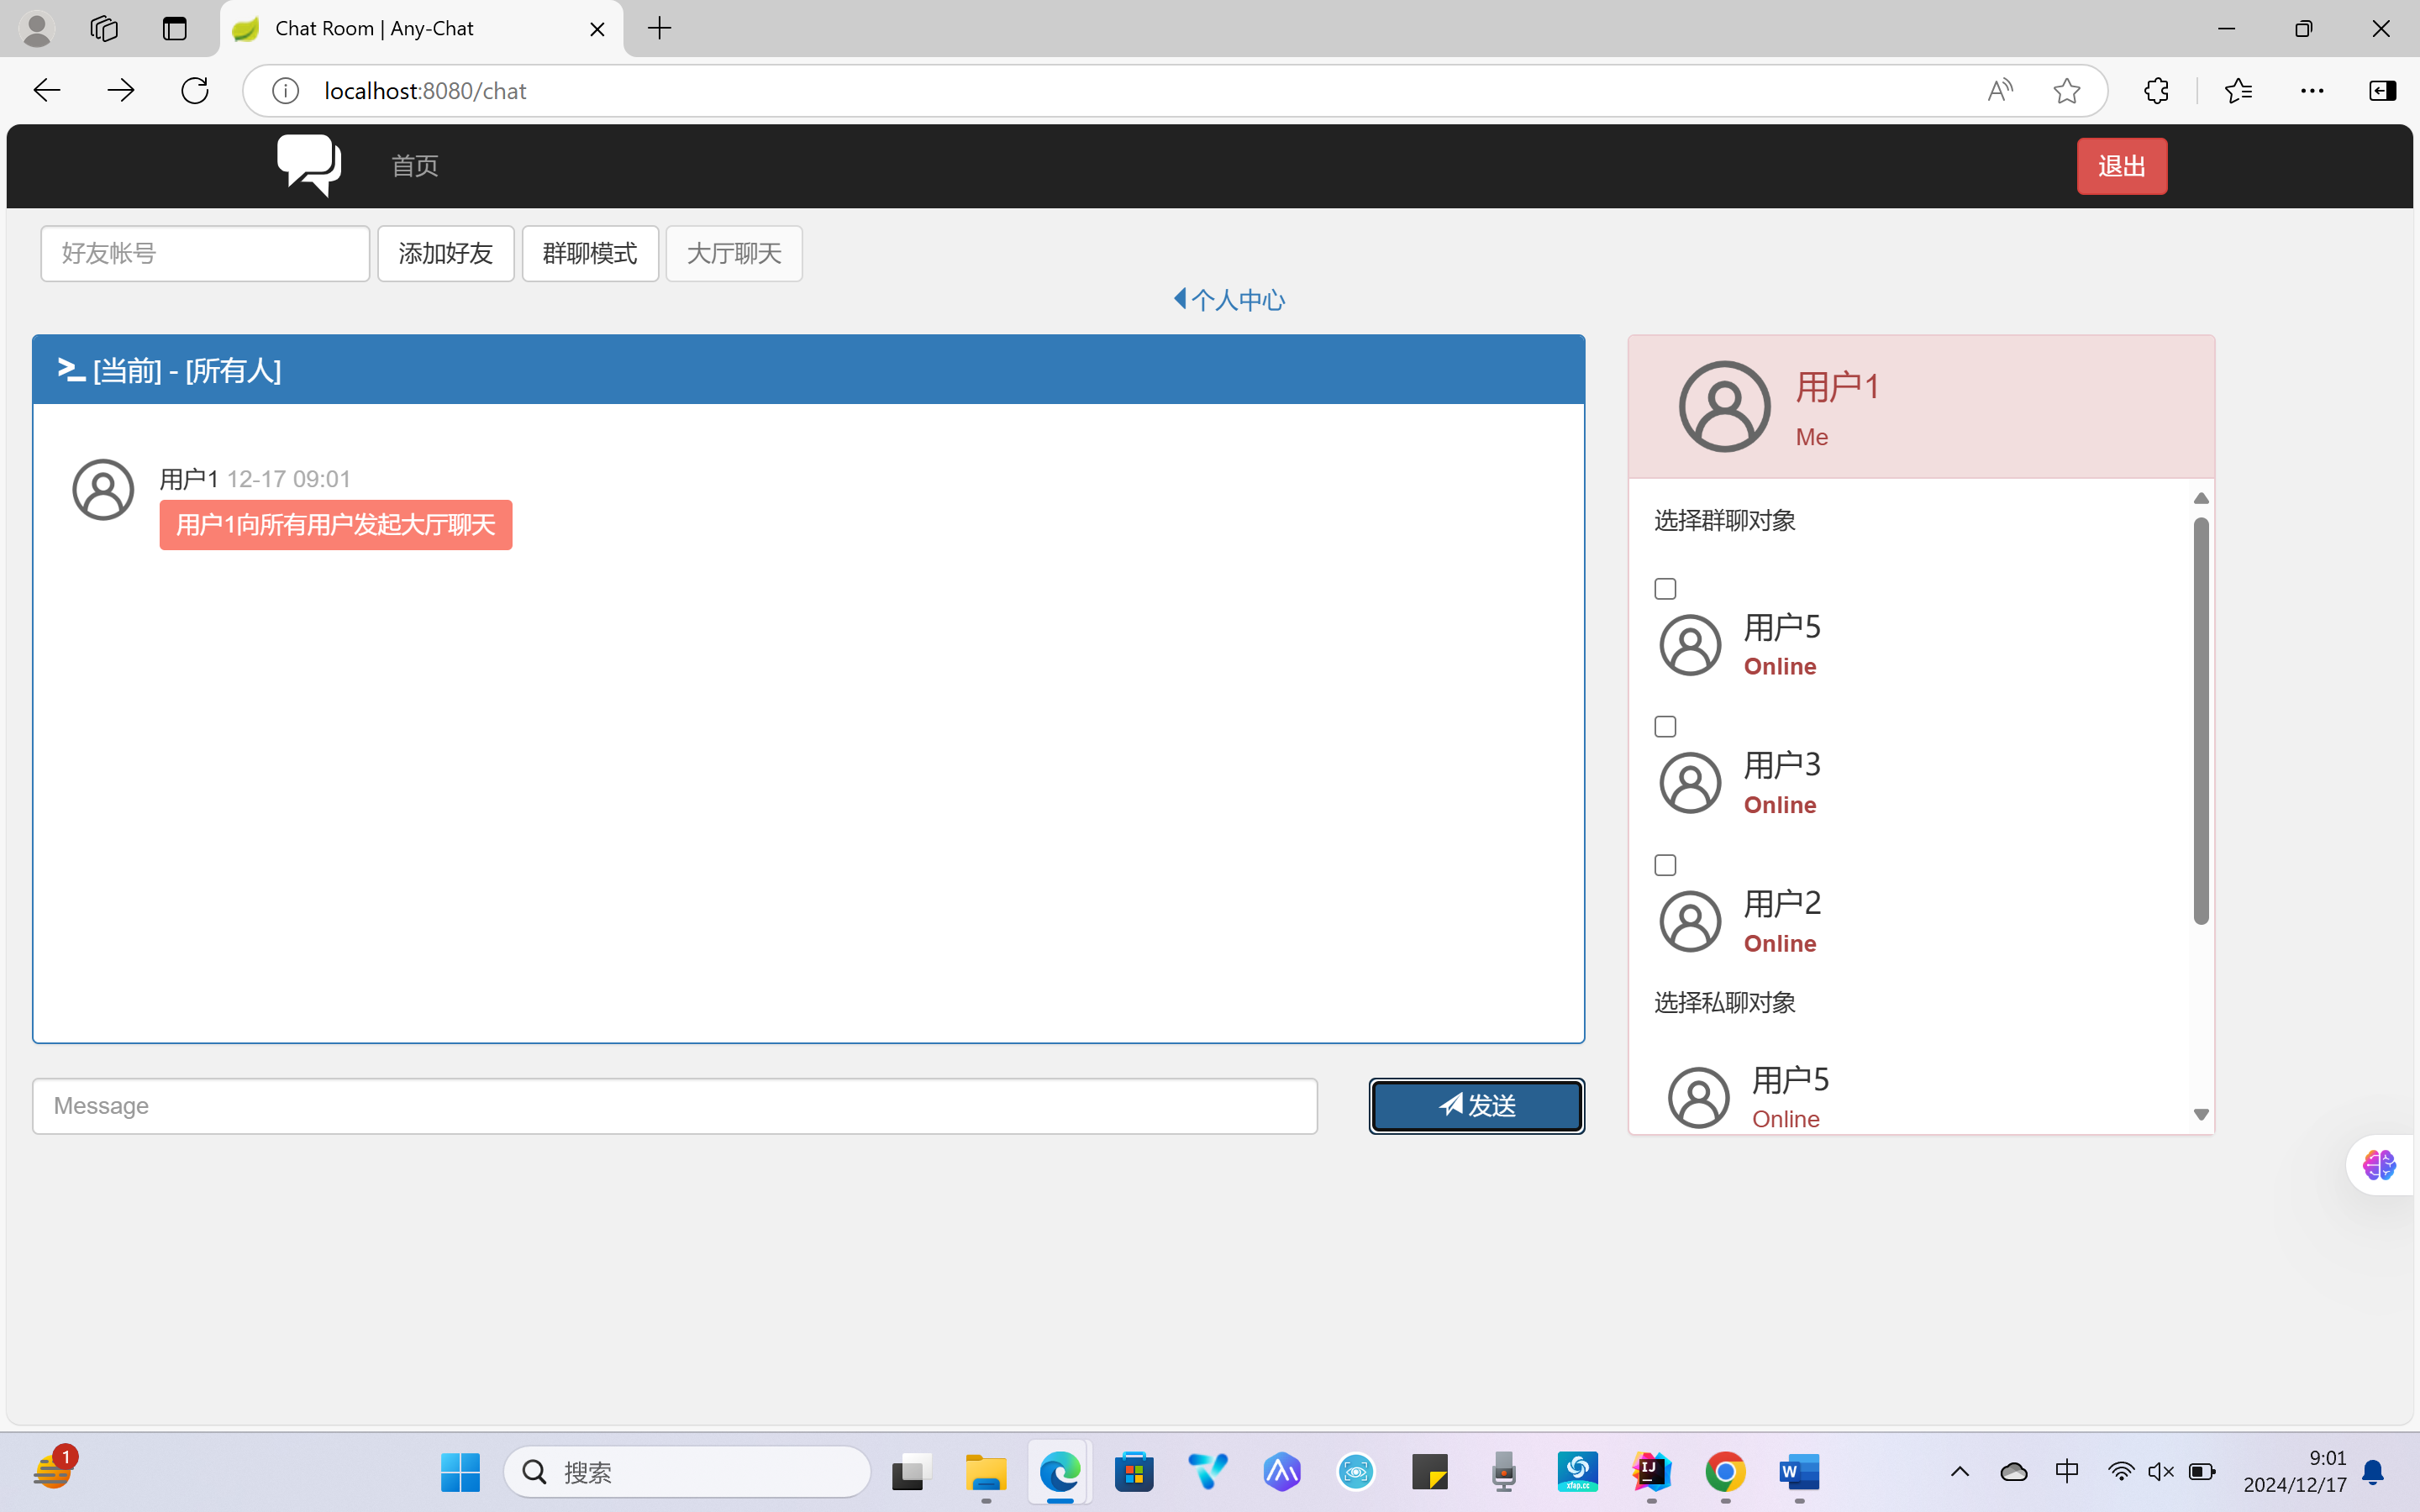 Chat Room | Any-Chat
localhost:8080/chat
首页
退出
好友帐号
添加好友
群聊模式
大厅聊天
个人中心
[当前] - [所有人]
用户1 12-17 09:01
用户1向所有用户发起大厅聊天
Message
发送
用户1
Me
选择群聊对象
用户5
Online
用户3
Online
用户2
Online
选择私聊对象
用户5
Online
1
搜索
xfap.cc
IJ
W
中
9:01
2024/12/17